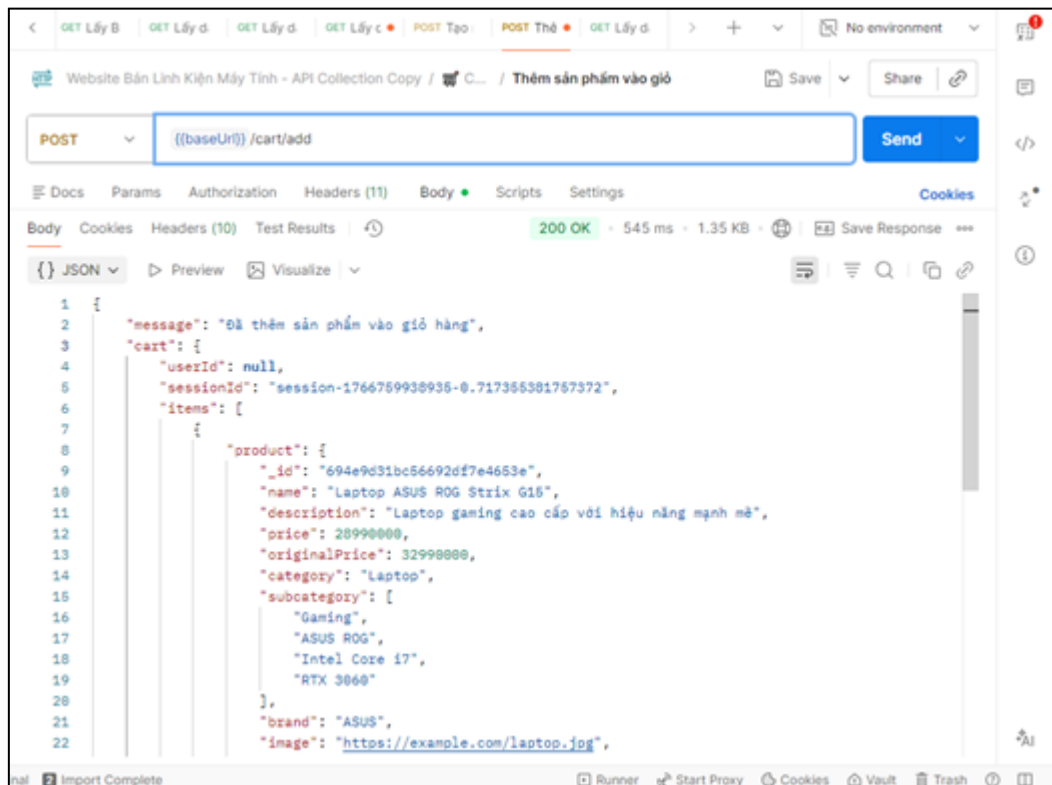 GET Lấy B GET Lấy d GET Lấy d GET Lấy c POST Tạo POST Thê GET Lấy d No environment
Website Bán Linh Kiện Máy Tính - API Collection Copy / C... / Thêm sản phẩm vào giỏ Save Share
POST {{baseUrl}} /cart/add Send
Docs Params Authorization Headers (11) Body Scripts Settings Cookies
Body Cookies Headers (10) Test Results 200 OK 545 ms 1.35 KB Save Response
{} JSON Preview Visualize
1 {
2 "message": "Đã thêm sản phẩm vào giỏ hàng",
3 "cart": {
4 "userId": null,
5 "sessionId": "session-1766759938935-0.717355381757372",
6 "items": [
7 {
8 "product": {
9 "_id": "694e9d31bc56692df7e4653e",
10 "name": "Laptop ASUS ROG Strix G15",
11 "description": "Laptop gaming cao cấp với hiệu năng mạnh mẽ",
12 "price": 28990000,
13 "originalPrice": 32990000,
14 "category": "Laptop",
15 "subcategory": [
16 "Gaming",
17 "ASUS ROG",
18 "Intel Core i7",
19 "RTX 3060"
20 ],
21 "brand": "ASUS",
22 "image": "https://example.com/laptop.jpg",
AI
nal 2 Import Complete Runner Start Proxy Cookies Vault Trash